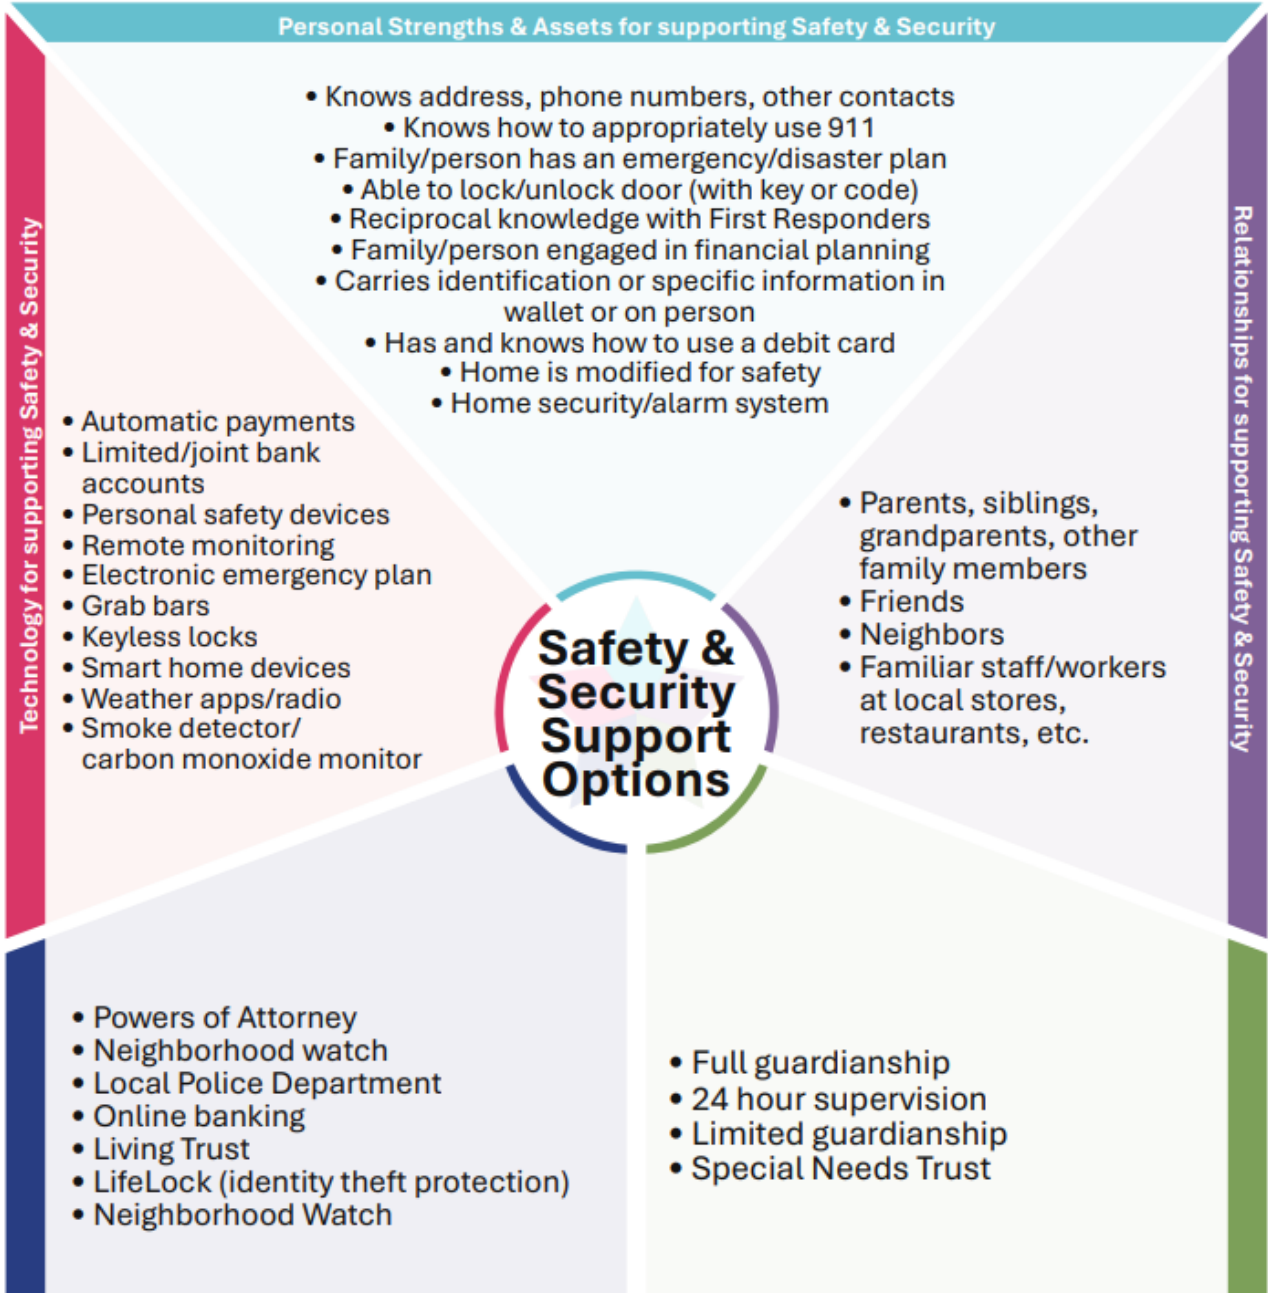 Personal Strengths & Assets for supporting Safety & Security
• Knows address, phone numbers, other contacts
• Knows how to appropriately use 911
• Family/person has an emergency/disaster plan
• Able to lock/unlock door (with key or code)
• Reciprocal knowledge with First Responders
• Family/person engaged in financial planning
• Carries identification or specific information in
wallet or on person
• Has and knows how to use a debit card
• Home is modified for safety
• Home security/alarm system
Technology for supporting Safety & Security
• Automatic payments
• Limited/joint bank
accounts
• Personal safety devices
• Remote monitoring
• Electronic emergency plan
• Grab bars
• Keyless locks
• Smart home devices
• Weather apps/radio
• Smoke detector/
carbon monoxide monitor
Relationships for supporting Safety & Security
• Parents, siblings,
grandparents, other
family members
• Friends
• Neighbors
• Familiar staff/workers
at local stores,
restaurants, etc.
Safety &
Security
Support
Options
• Powers of Attorney
• Neighborhood watch
• Local Police Department
• Online banking
• Living Trust
• LifeLock (identity theft protection)
• Neighborhood Watch
• Full guardianship
• 24 hour supervision
• Limited guardianship
• Special Needs Trust